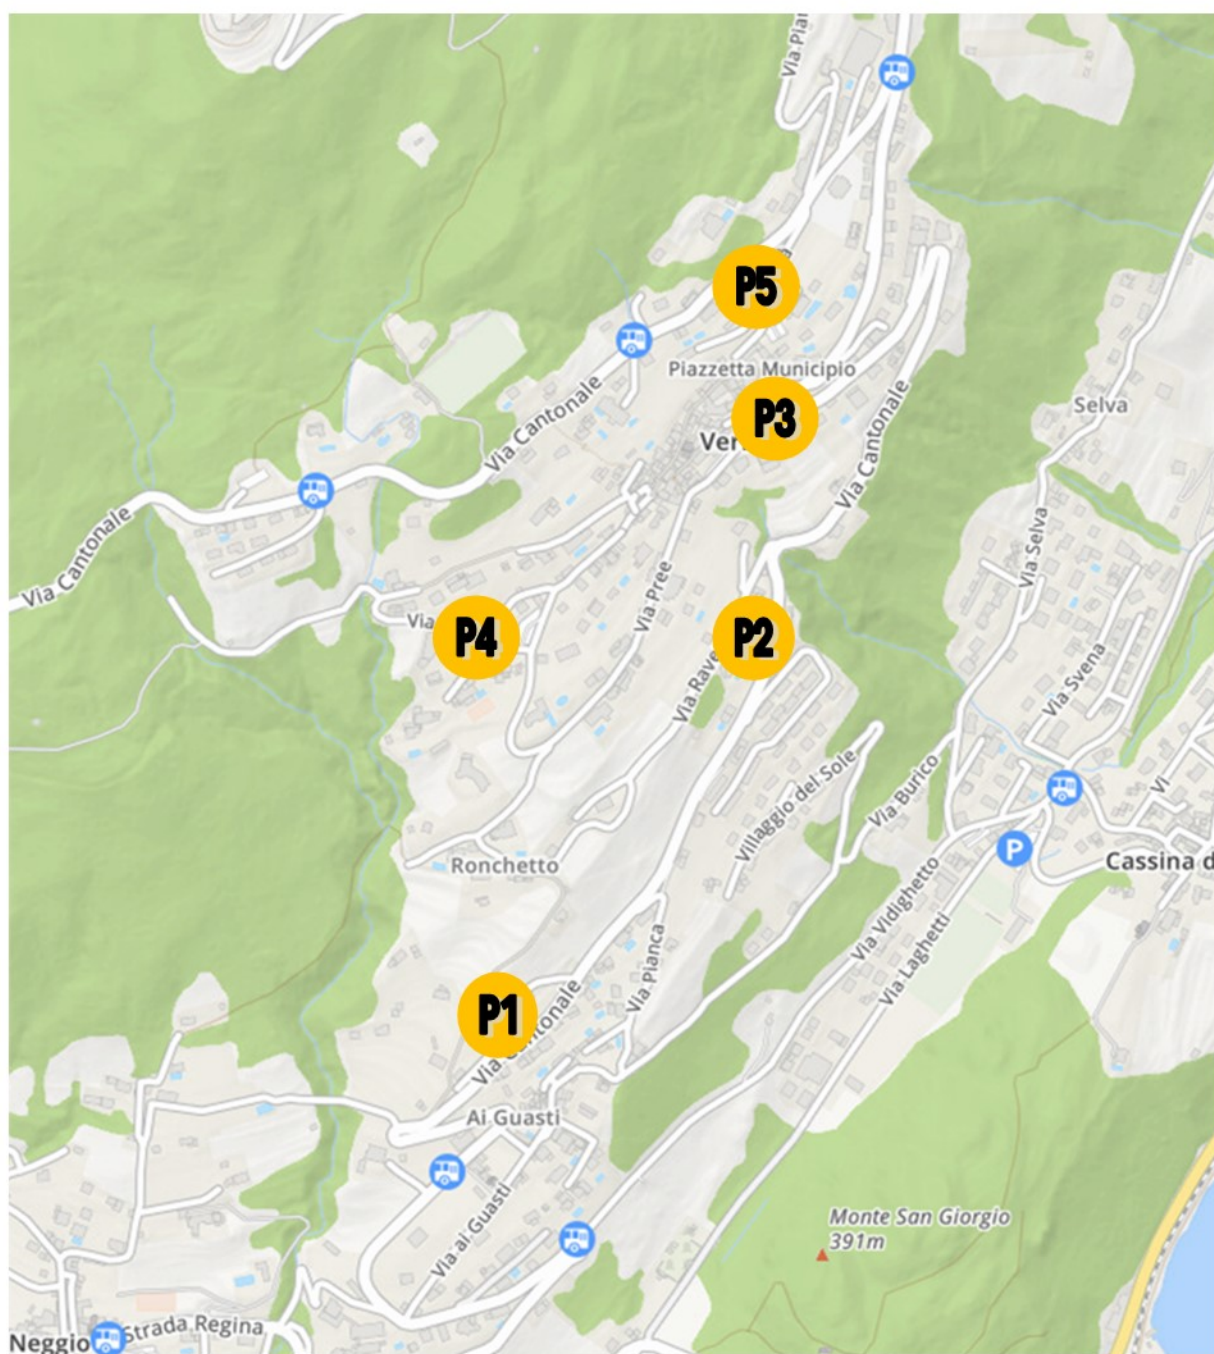 Via Pian
P5
Piazzetta Municipio
P3
Ver
Selva
Via Cantonale
Via Cantonale
Via Cantonale
Via Selva
Via Pree
Via
P4
P2
Via Rave
Via Svena
Villaggio del Sole
Via Burico
Vi
P
Cassina d
Ronchetto
Via Vidighetto
Via Laghetti
Via Pianca
P1
Via Cantonale
Ai Guasti
Via ai Guasti
Monte San Giorgio
391m
Strada Regina
Neggio